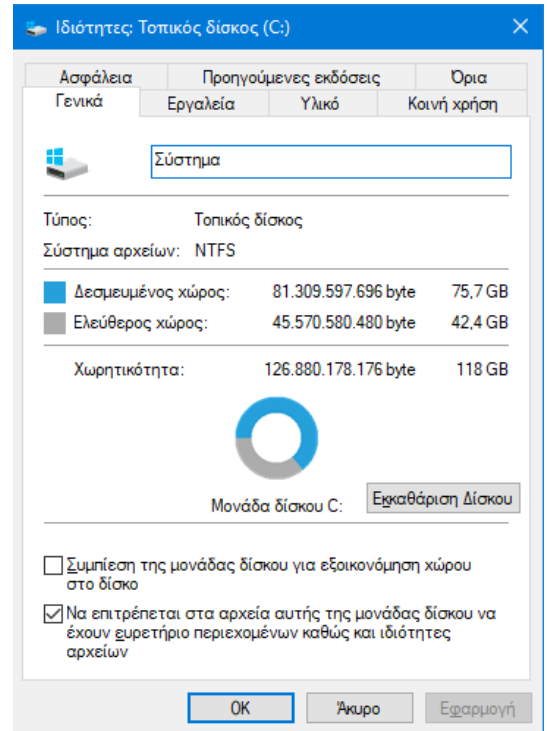 Ιδιότητες: Τοπικός δίσκος (C:)
Ασφάλεια Προηγούμενες εκδόσεις Όρια
Γενικά Εργαλεία Υλικό Κοινή χρήση
Σύστημα
Τύπος: Τοπικός δίσκος
Σύστημα αρχείων: NTFS
Δεσμευμένος χώρος: 81.309.597.696 byte 75,7 GB
Ελεύθερος χώρος: 45.570.580.480 byte 42,4 GB
Χωρητικότητα: 126.880.178.176 byte 118 GB
Μονάδα δίσκου C: Εκκαθάριση Δίσκου
Συμπίεση της μονάδας δίσκου για εξοικονόμηση χώρου
στο δίσκο
Να επιτρέπεται στα αρχεία αυτής της μονάδας δίσκου να
έχουν ευρετήριο περιεχομένων καθώς και ιδιότητες
αρχείων
OK Άκυρο Εφαρμογή